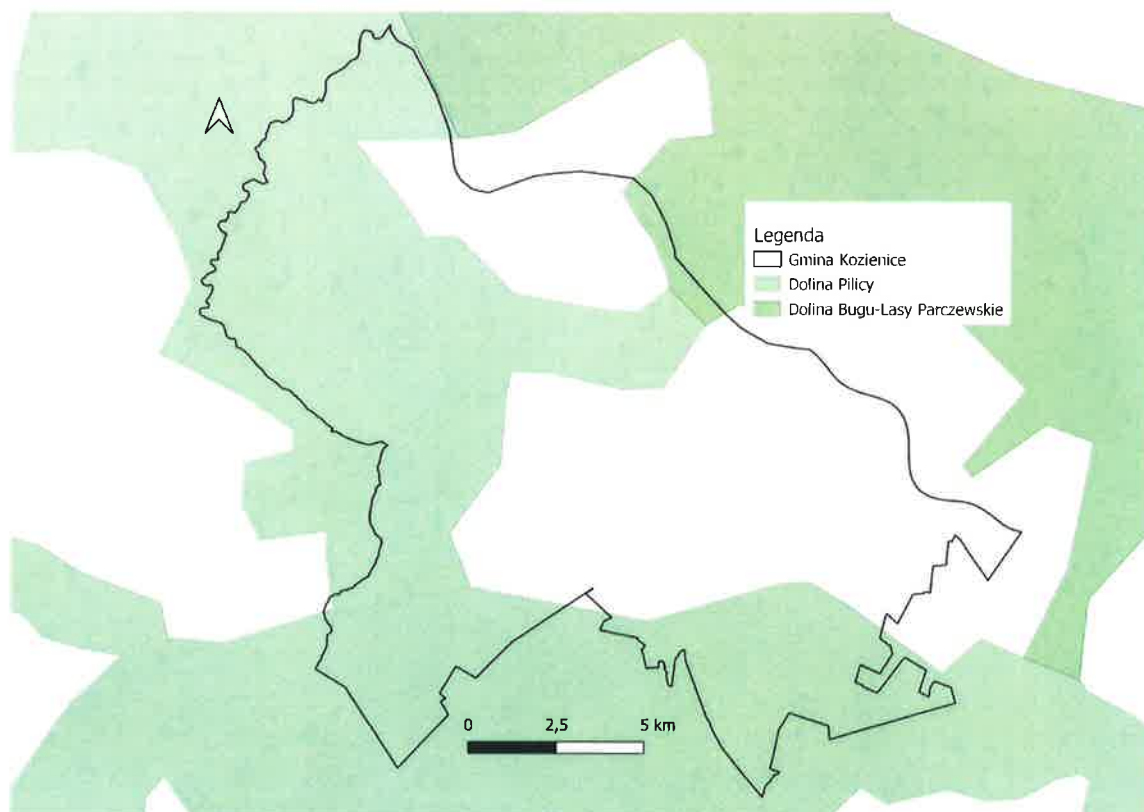 Legenda
Gmina Kozienice
Dolina Pilicy
Dolina Bugu-Lasy Parczewskie
0 2,5 5 km